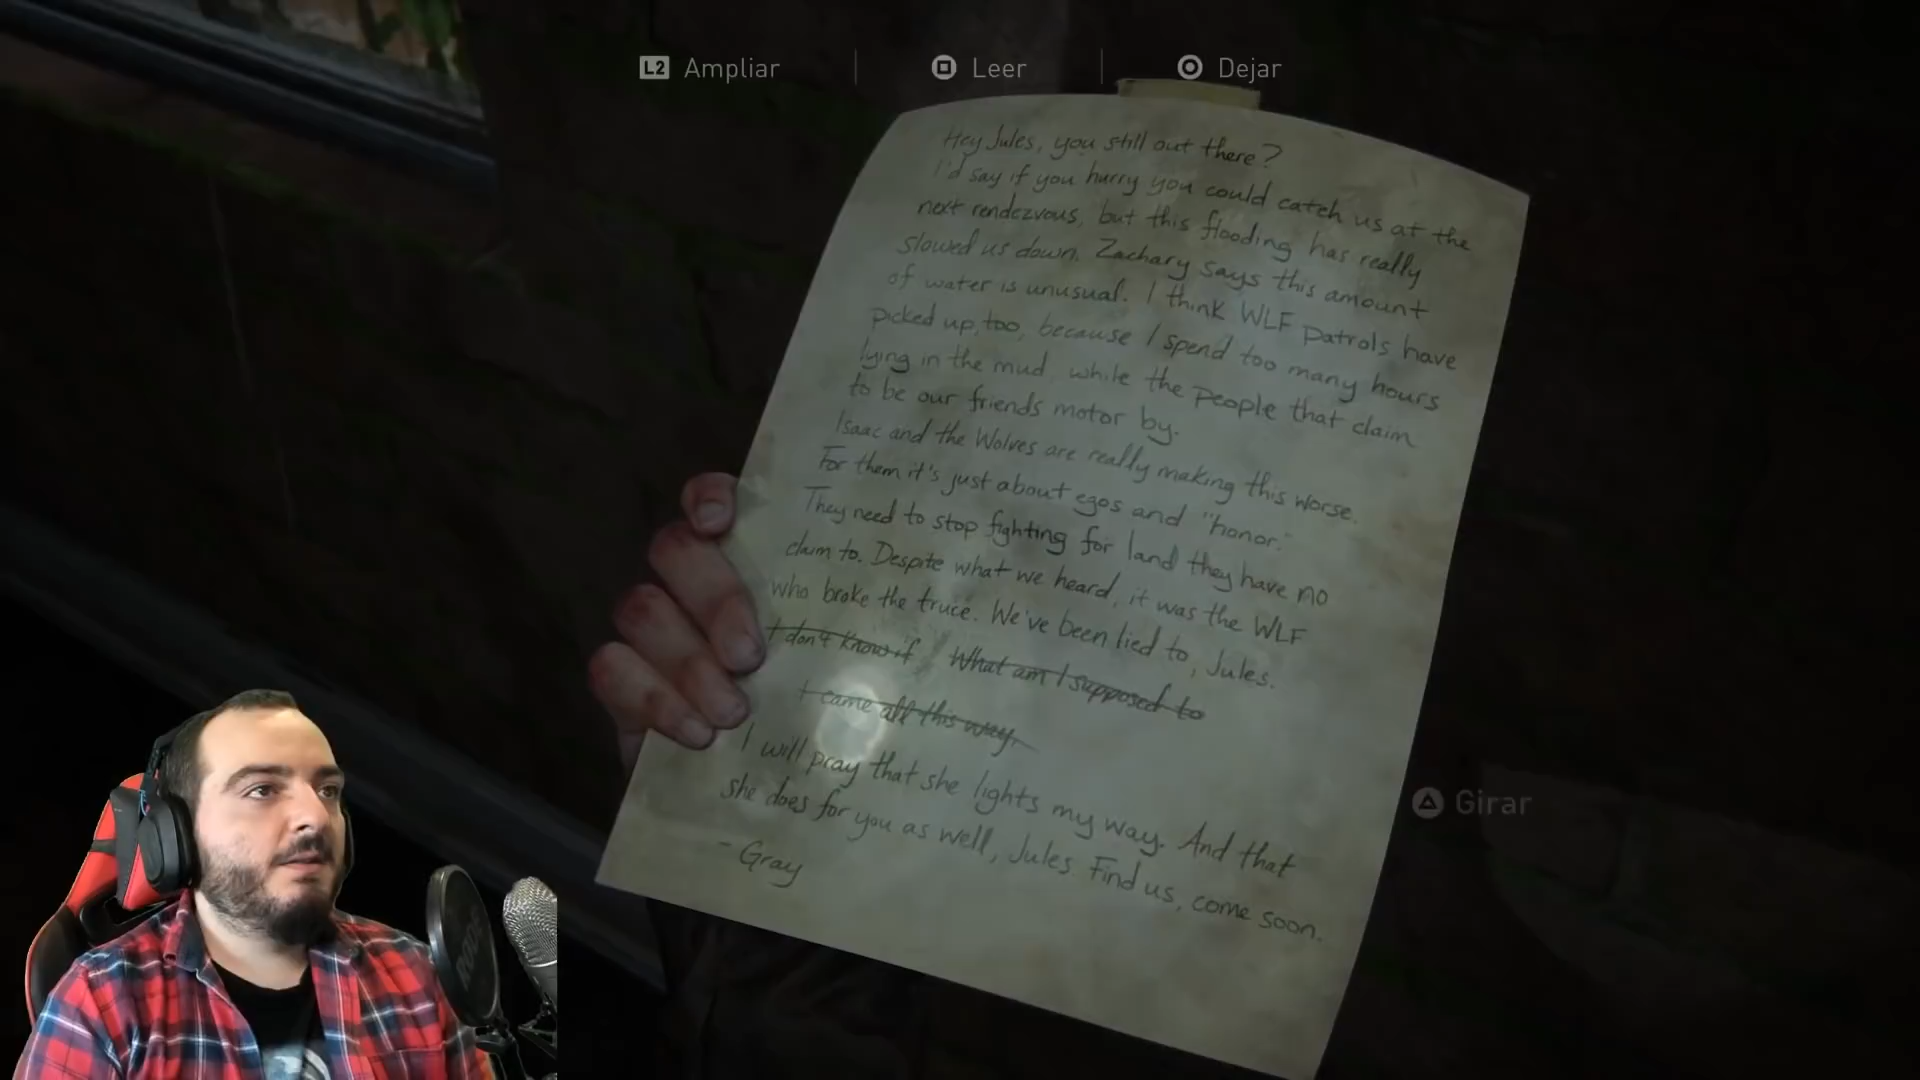 L2 Ampliar
Leer
Dejar
Hey Jules, you still out there?
I'd say if you hurry you could catch us at the
next rendezvous, but this flooding has really
slowed us down. Zachary says this amount
of water is unusual. I think WLF patrols have
picked up, too, because I spend too many hours
lying in the mud while the people that claim
to be our friends motor by.
Isaac and the Wolves are really making this worse.
For them it's just about egos and "honor."
They need to stop fighting for land they have no
claim to. Despite what we heard, it was the WLF
who broke the truce. We've been lied to, Jules.
I don't know if What am I supposed to
I came all this way.
I will pray that she lights my way. And that
she does for you as well, Jules. Find us, come soon.
- Gray
Girar
RODE